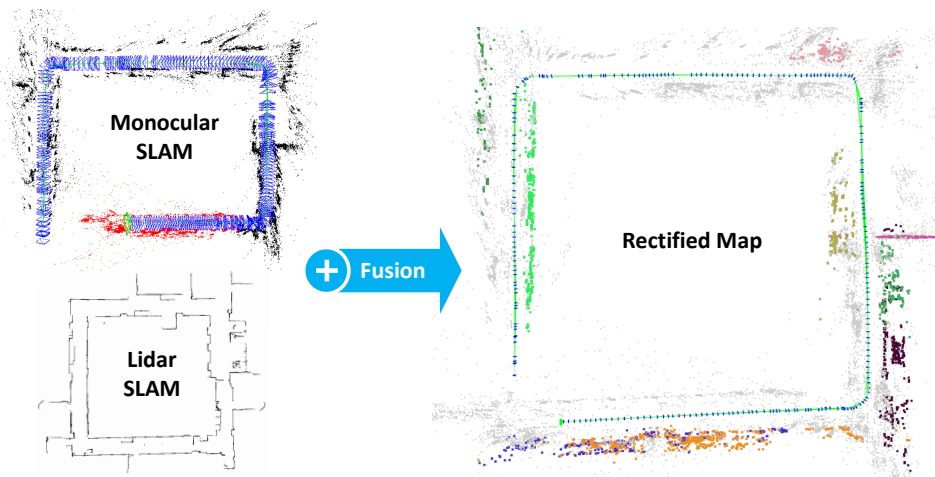 Monocular
SLAM
Lidar
SLAM
+ Fusion
Rectified Map